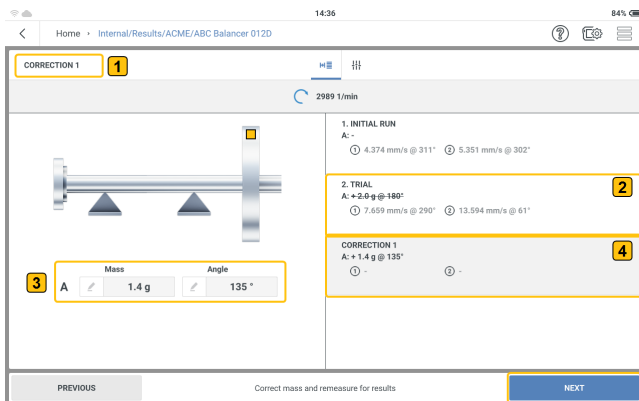 14:36
84%
Home › Internal/Results/ACME/ABC Balancer 012D
CORRECTION 1
1
2989 1/min
1. INITIAL RUN
A: -
1 4.374 mm/s @ 311° 2 5.351 mm/s @ 302°
2. TRIAL
2
A: + 2.0 g @ 180°
1 7.659 mm/s @ 290° 2 13.594 mm/s @ 61°
CORRECTION 1
4
A: + 1.4 g @ 135°
1 - 2 -
Mass Angle
3 A 1.4 g 135 °
PREVIOUS
Correct mass and remeasure for results
NEXT